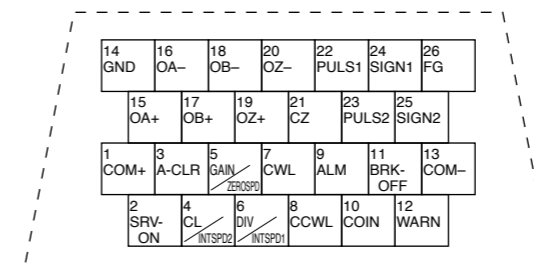 14 16 18 20 22 24 26
GND OA– OB– OZ– PULS1 SIGN1 FG
15 17 19 21 23 25
OA+ OB+ OZ+ CZ PULS2 SIGN2
1 3 5 7 9 11 13
COM+ A-CLR GAIN CWL ALM BRK- COM–
ZEROSPD OFF
2 4 6 8 10 12
SRV- CL DIV CCWL COIN WARN
ON INTSPD2 INTSPD1